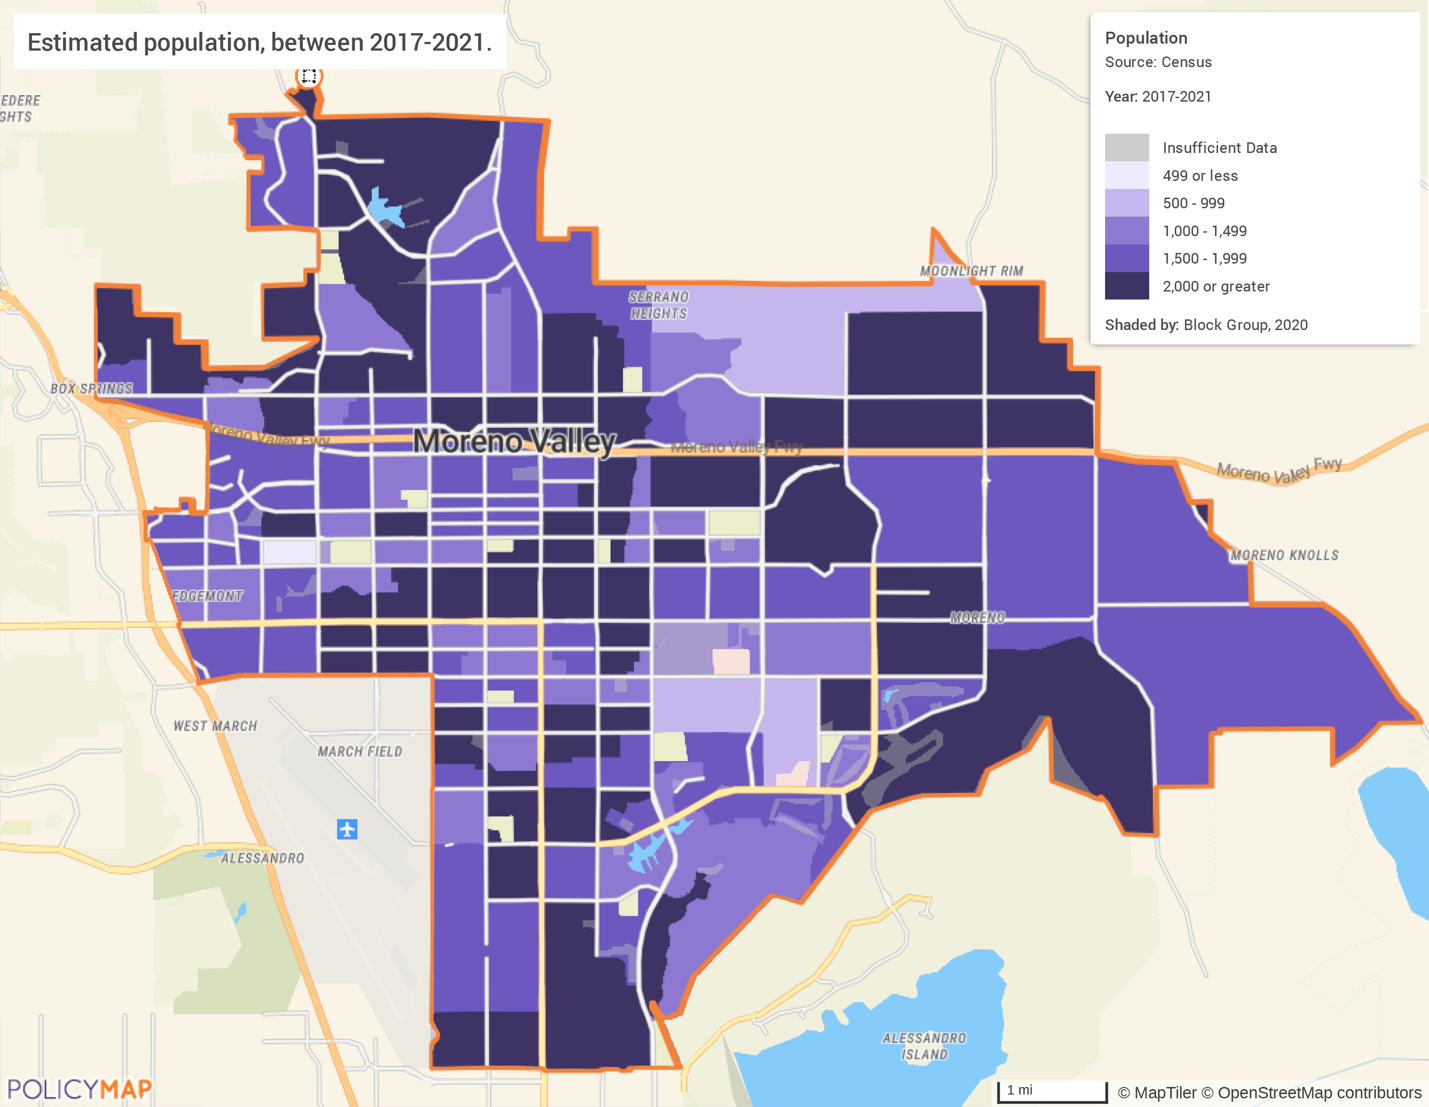 Estimated population, between 2017-2021.
Population
Source: Census
Year: 2017-2021
Insufficient Data
499 or less
500 - 999
1,000 - 1,499
1,500 - 1,999
2,000 or greater
Shaded by: Block Group, 2020
EDERE
GHTS
MOONLIGHT RIM
SERRANO
HEIGHTS
BOX SPRINGS
Moreno Valley Fwy
Moreno Valley
Moreno Valley Fwy
Moreno Valley Fwy
MORENO KNOLLS
EDGEMONT
MORENO
WEST MARCH
MARCH FIELD
ALESSANDRO
ALESSANDRO
ISLAND
POLICYMAP
1 mi
© MapTiler © OpenStreetMap contributors